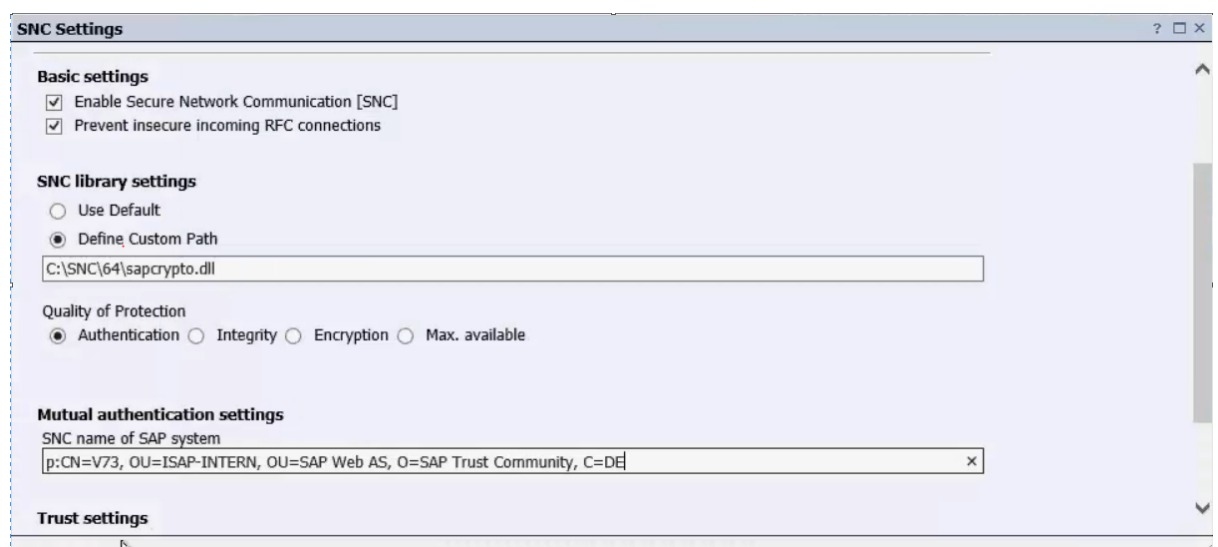 SNC Settings ? □ ×
Basic settings
Enable Secure Network Communication [SNC]
Prevent insecure incoming RFC connections
SNC library settings
Use Default
Define Custom Path
C:\SNC\64\sapcrypto.dll
Quality of Protection
Authentication Integrity Encryption Max. available
Mutual authentication settings
SNC name of SAP system
p:CN=V73, OU=ISAP-INTERN, OU=SAP Web AS, O=SAP Trust Community, C=DE ×
Trust settings